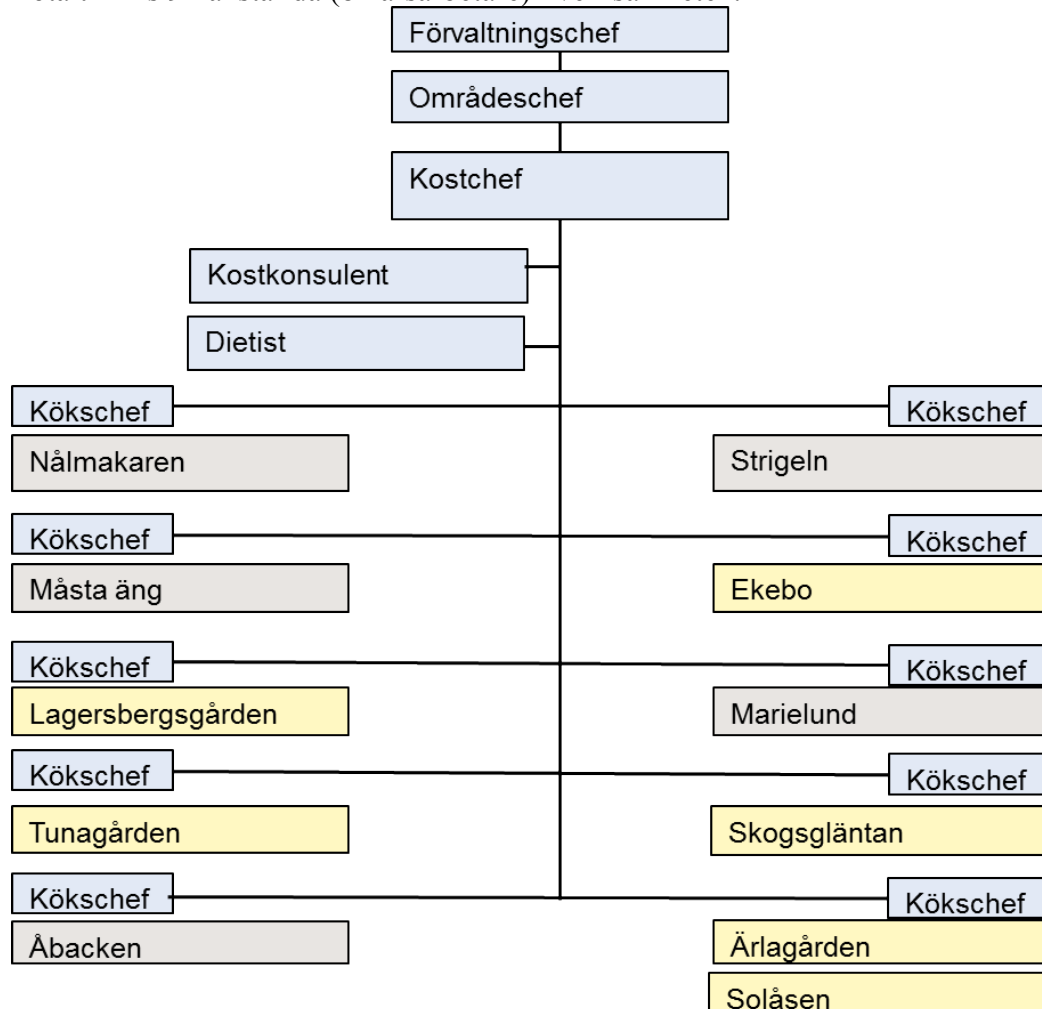 Förvaltningschef
Områdeschef
Kostchef
Kostkonsulent
Dietist
Kökschef
Kökschef
Nålmakaren
Strigeln
Kökschef
Kökschef
Måsta äng
Ekebo
Kökschef
Kökschef
Lagersbergsgården
Marielund
Kökschef
Kökschef
Tunagården
Skogsgläntan
Kökschef
Kökschef
Åbacken
Ärlagården
Solåsen